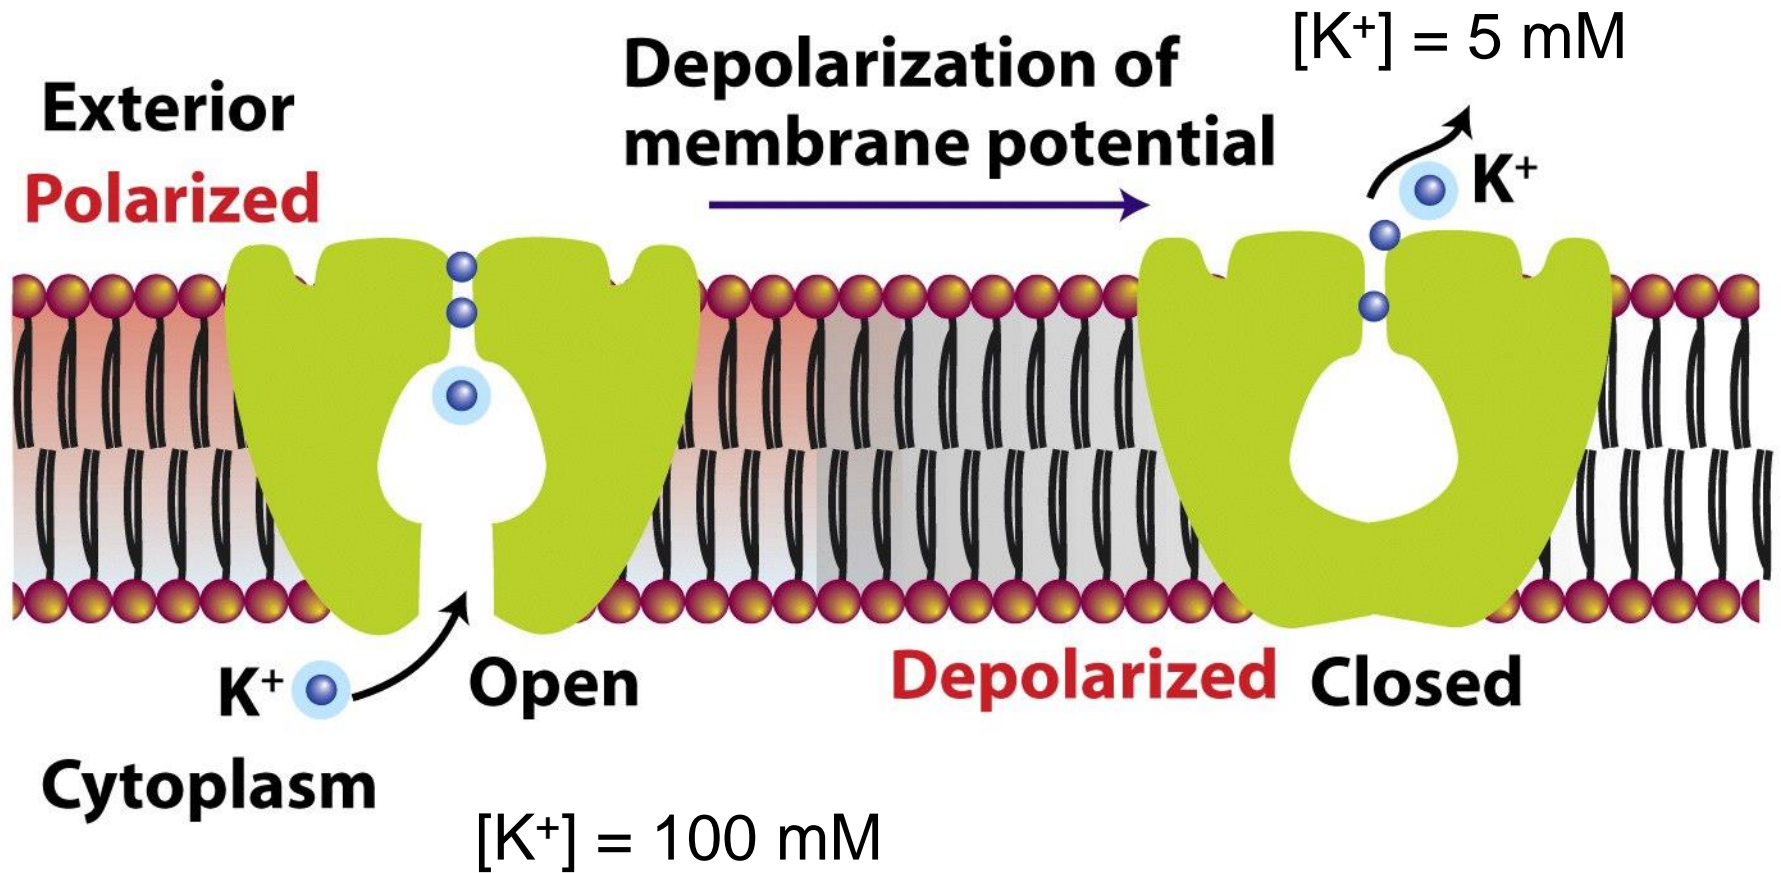 [K⁺] = 5 mM
Depolarization of
membrane potential
Exterior
Polarized
K⁺
K⁺
Open
Depolarized
Closed
Cytoplasm
[K⁺] = 100 mM